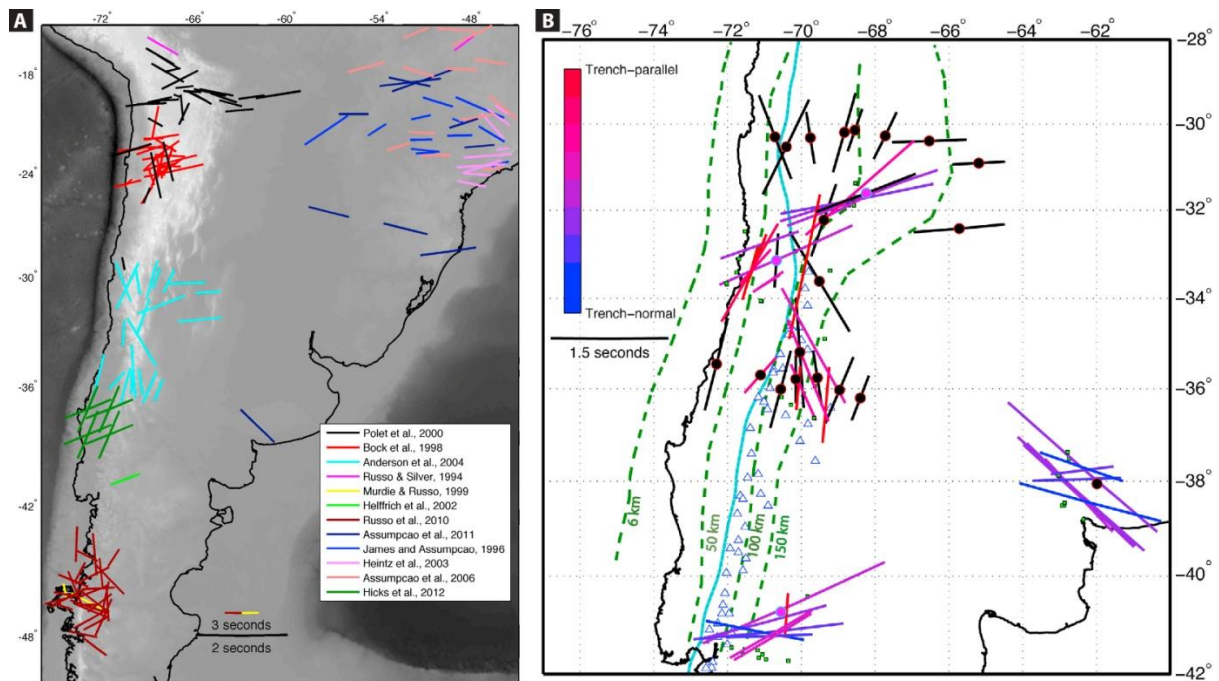 A
-72° -66° -60° -54° -48°
-18°
-24°
-30°
-36°
-42°
-48°
Polet et al., 2000
Bock et al., 1998
Anderson et al., 2004
Russo & Silver, 1994
Murdie & Russo, 1999
Helffrich et al., 2002
Russo et al., 2010
Assumpcao et al., 2011
James and Assumpcao, 1996
Heintz et al., 2003
Assumpcao et al., 2006
Hicks et al., 2012
3 seconds
2 seconds
B
-76° -74° -72° -70° -68° -66° -64° -62°
-28°
-30°
-32°
-34°
-36°
-38°
-40°
-42°
Trench-parallel
Trench-normal
1.5 seconds
6 km
50 km
100 km
150 km